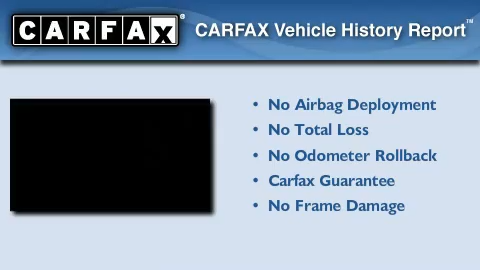 CARFAX® CARFAX Vehicle History Report™
• No Airbag Deployment
• No Total Loss
• No Odometer Rollback
• Carfax Guarantee
• No Frame Damage